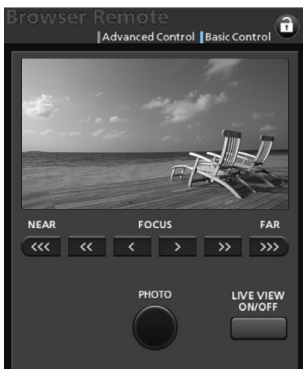 Browser Remote
Advanced Control Basic Control
NEAR FOCUS FAR
<<< << < > >> >>>
PHOTO LIVE VIEW
ON/OFF